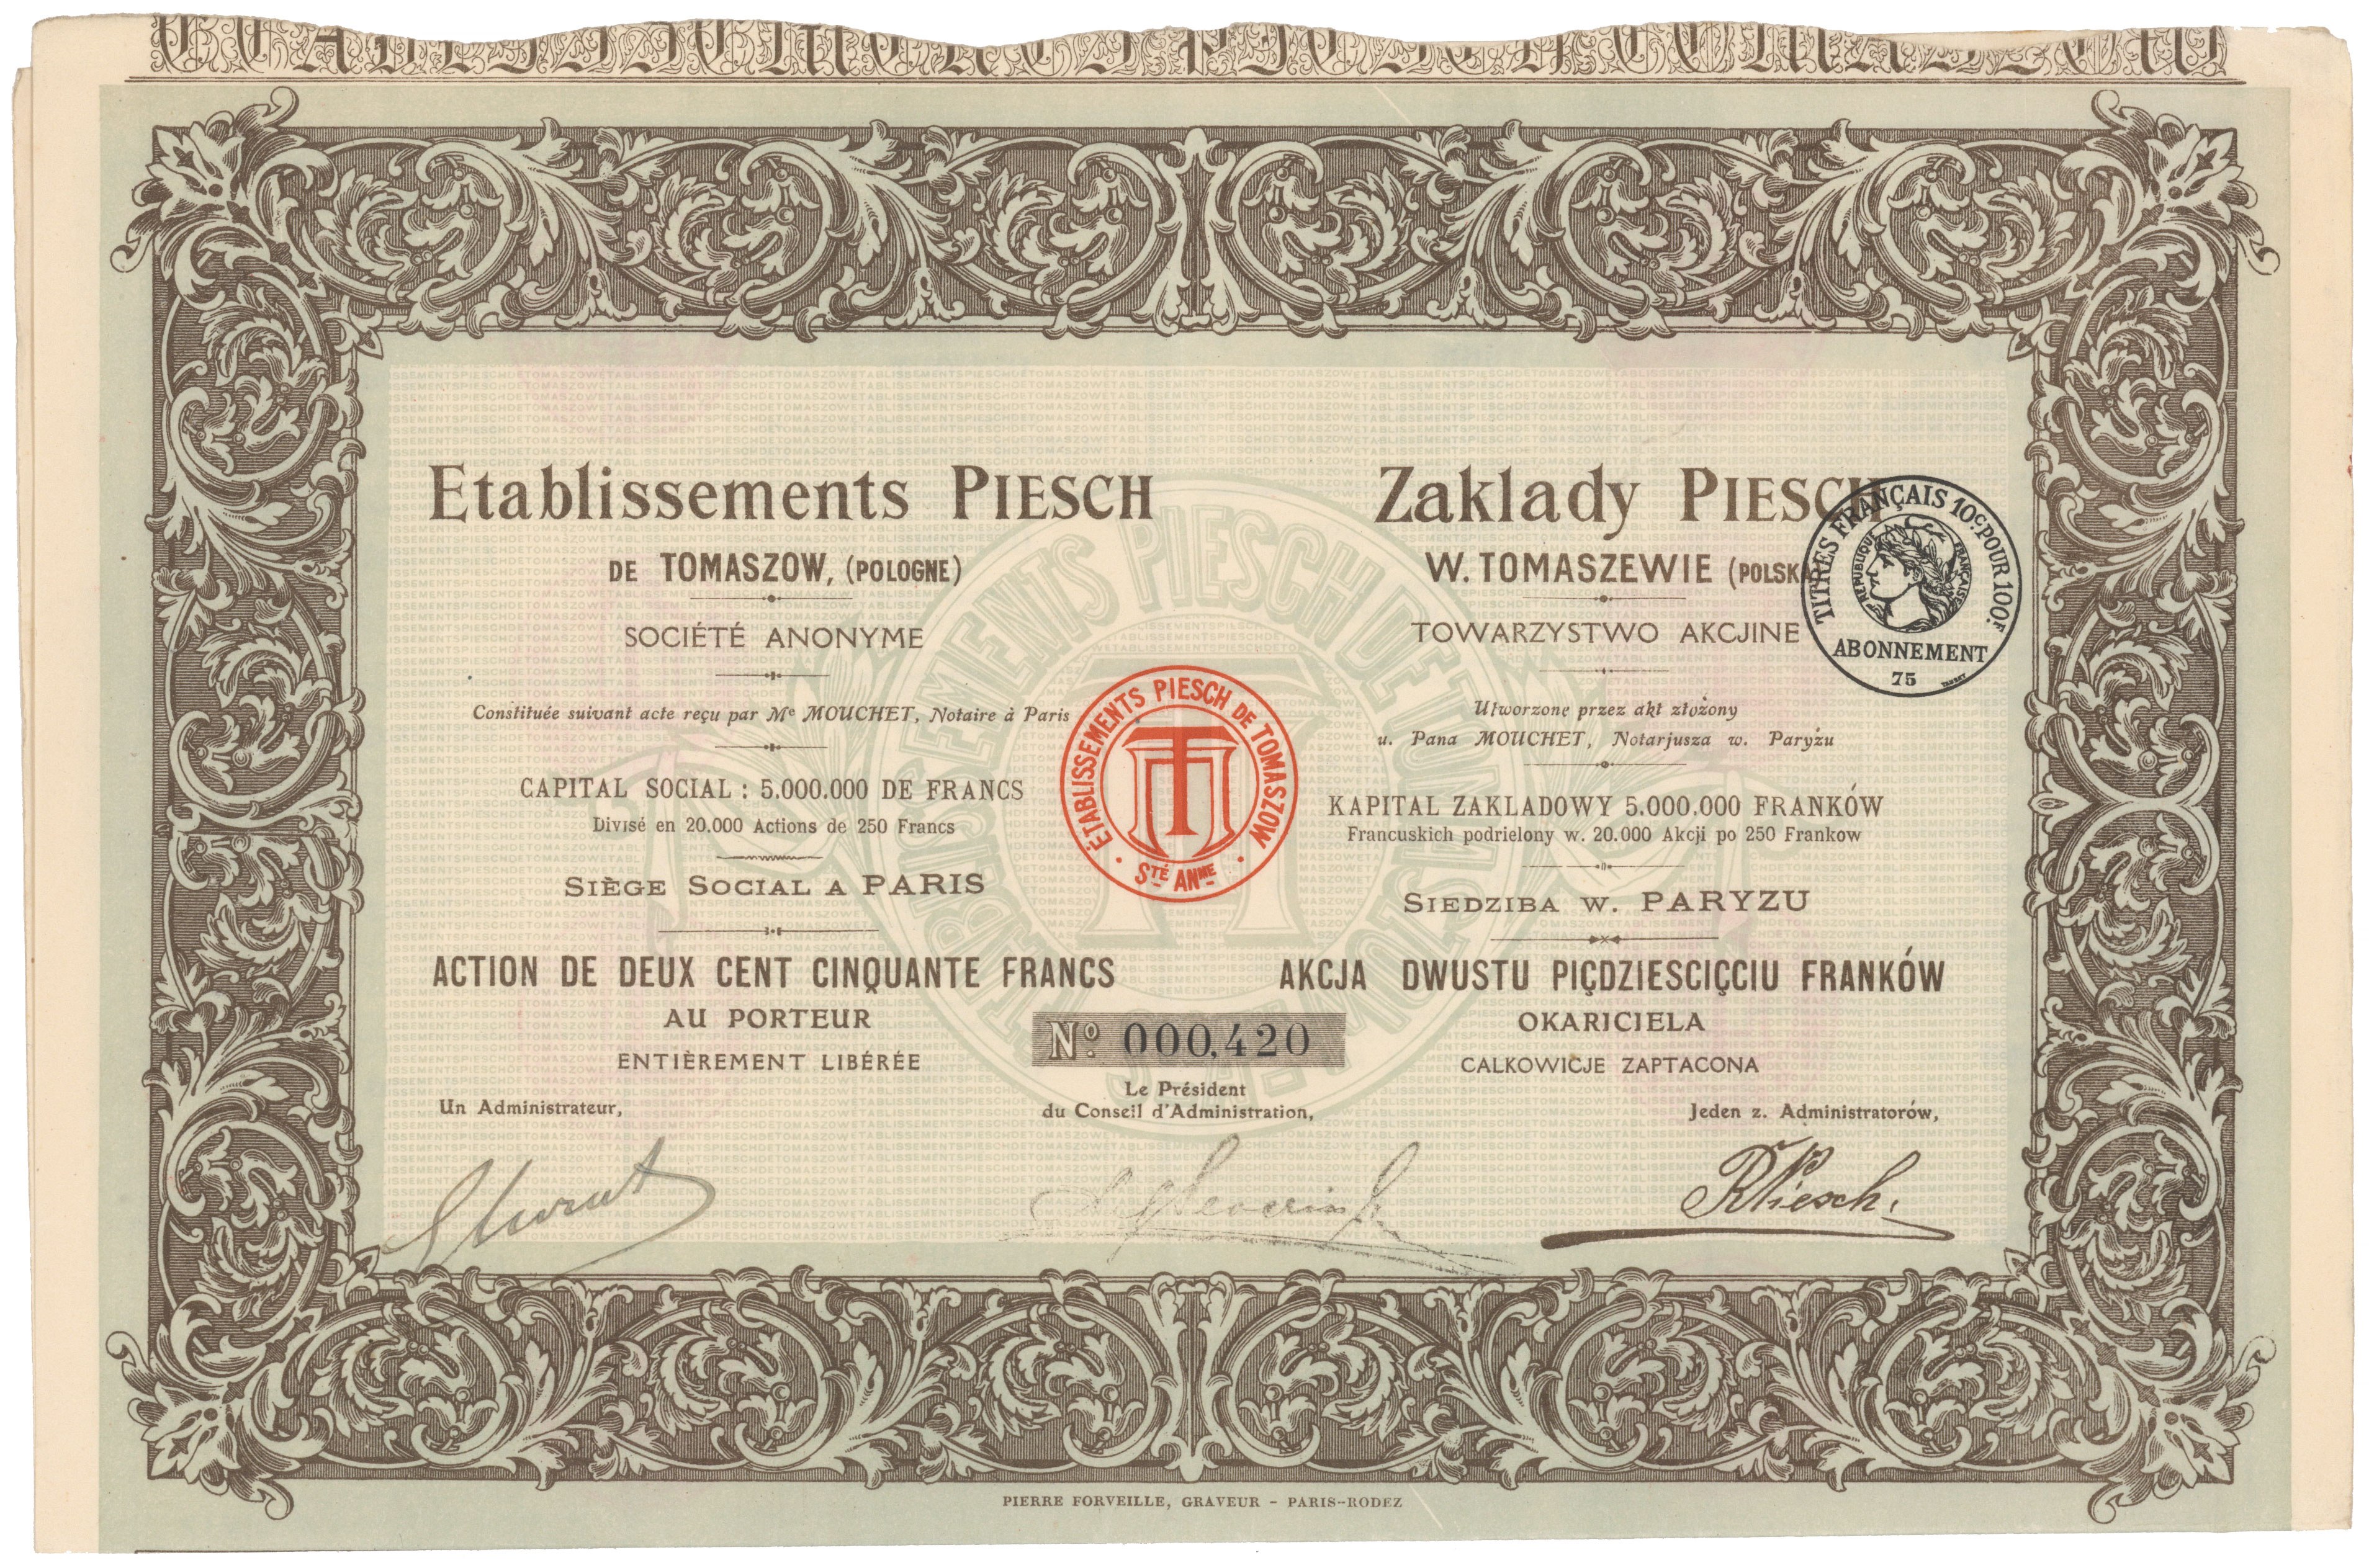 Etablissements PIESCH
DE TOMASZOW, (POLOGNE)
SOCIÉTÉ ANONYME
Constituée suivant acte reçu par Me MOUCHET, Notaire à Paris
CAPITAL SOCIAL : 5.000.000 DE FRANCS
Divisé en 20.000 Actions de 250 Francs
SIÈGE SOCIAL A PARIS
ACTION DE DEUX CENT CINQUANTE FRANCS
AU PORTEUR
ENTIÈREMENT LIBÉRÉE
Un Administrateur,
ÉTABLISSEMENTS PIESCH DE TOMASZOW
STÉ ANME
No 000,420
Le Président
du Conseil d'Administration,
Zaklady PIESCH
W. TOMASZEWIE (POLSKA)
TOWARZYSTWO AKCJINE
Utworzone przez akt złożony
u. Pana MOUCHET, Notarjusza w. Paryżu
KAPITAL ZAKLADOWY 5.000.000 FRANKÓW
Francuskich podrielony w. 20.000 Akcji po 250 Frankow
SIEDZIBA W. PARYZU
AKCJA DWUSTU PIÇDZIESCIÇCIU FRANKÓW
OKARICIELA
CALKOWICJE ZAPTACONA
Jeden z. Administratorów,
R Piesch.
TITRES FRANÇAIS 10C. POUR 100F.
RÉPUBLIQUE FRANÇAISE
ABONNEMENT
75
PIERRE FORVEILLE, GRAVEUR - PARIS--RODEZ